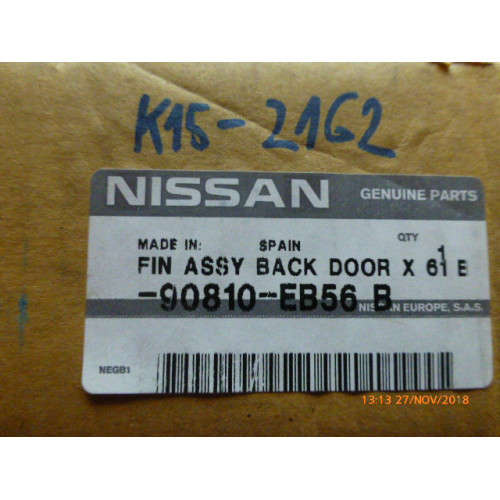 K15-2162
NISSAN GENUINE PARTS
MADE IN: SPAIN QTY 1
FIN ASSY BACK DOOR X 61 E
-90810-EB56 B
NISSAN EUROPE, S.A.S.
NEGB1
13:13 27/NOV/2018